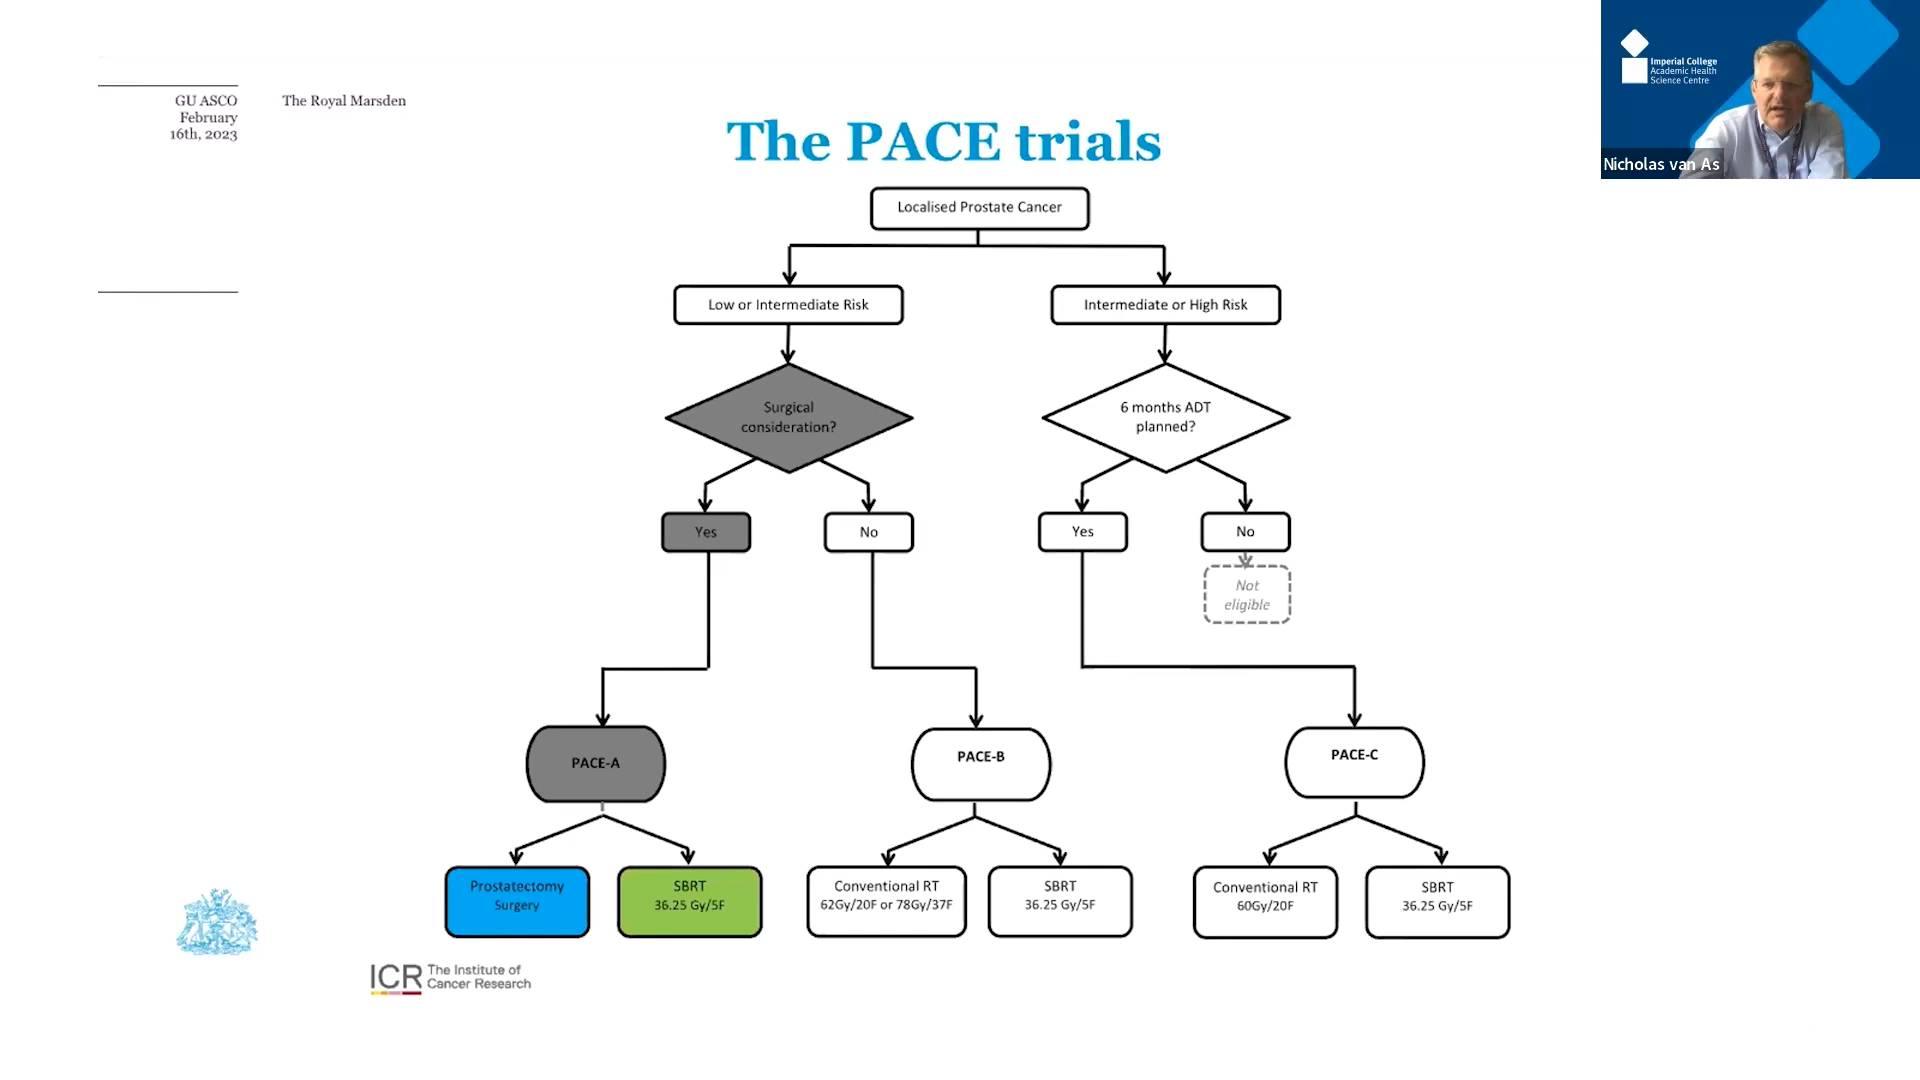 GU ASCO
February
16th, 2023
The Royal Marsden
The PACE trials
Imperial College
Academic Health
Science Centre
Nicholas van As
Localised Prostate Cancer
Low or Intermediate Risk
Intermediate or High Risk
Surgical
consideration?
6 months ADT
planned?
Yes
No
Yes
No
Not
eligible
PACE-A
PACE-B
PACE-C
Prostatectomy
Surgery
SBRT
36.25 Gy/5F
Conventional RT
62Gy/20F or 78Gy/37F
SBRT
36.25 Gy/5F
Conventional RT
60Gy/20F
SBRT
36.25 Gy/5F
ICR The Institute of
Cancer Research